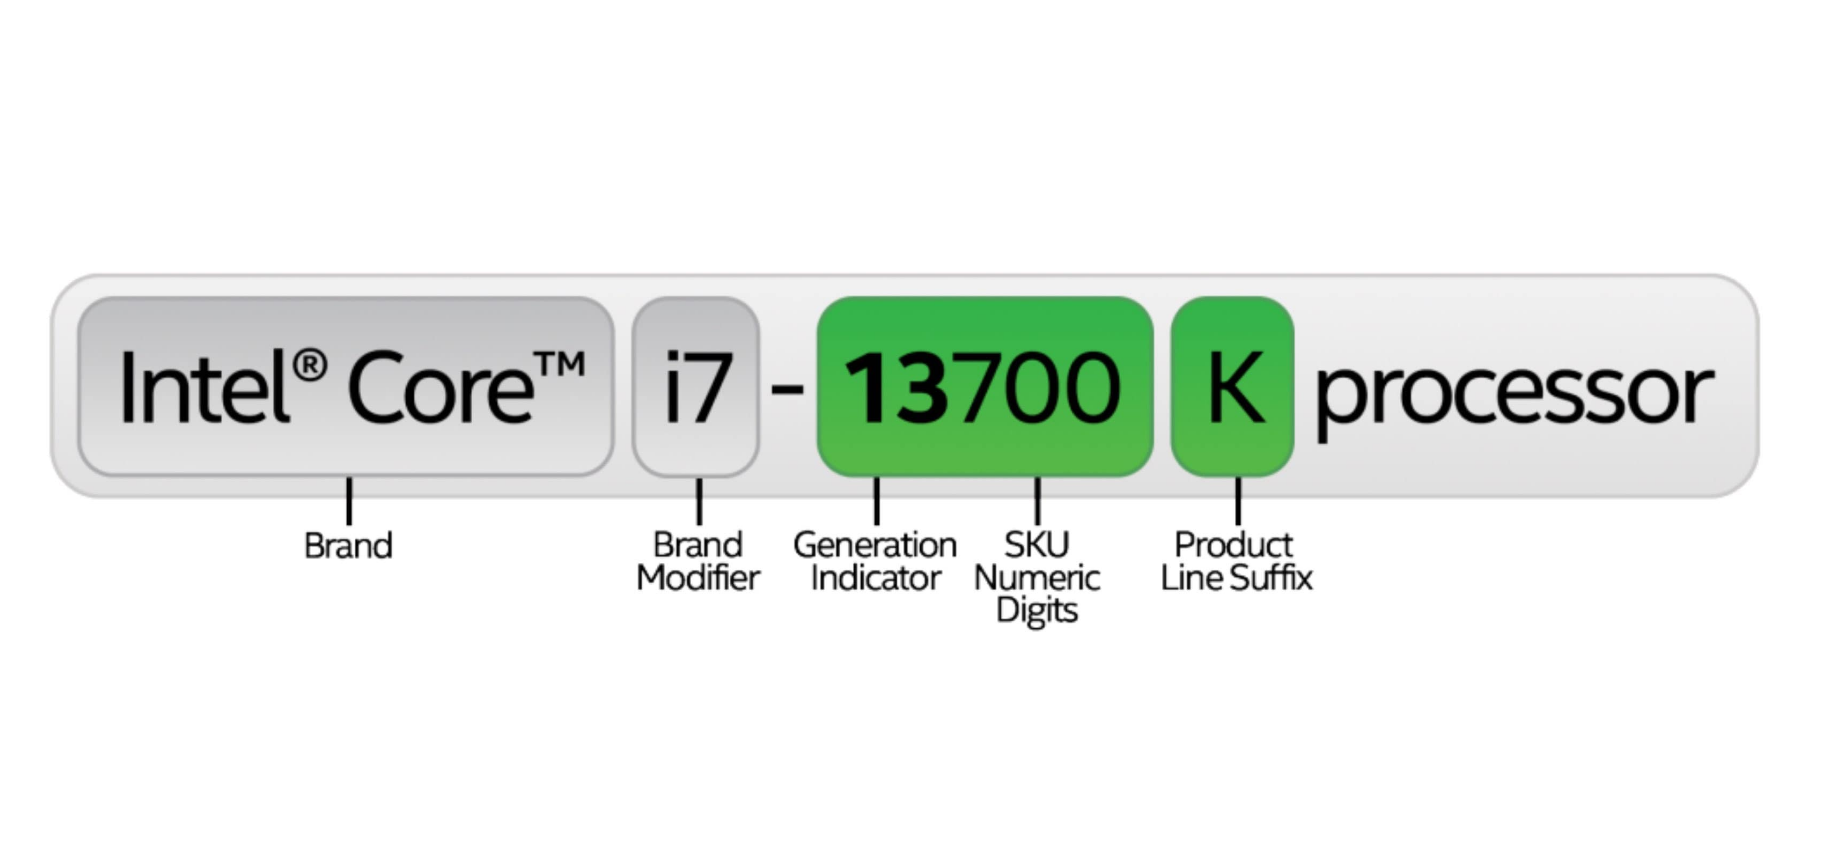 Intel® Core™ i7 - 13700 K processor
Brand
Brand
Modifier
Generation
Indicator
SKU
Numeric
Digits
Product
Line Suffix